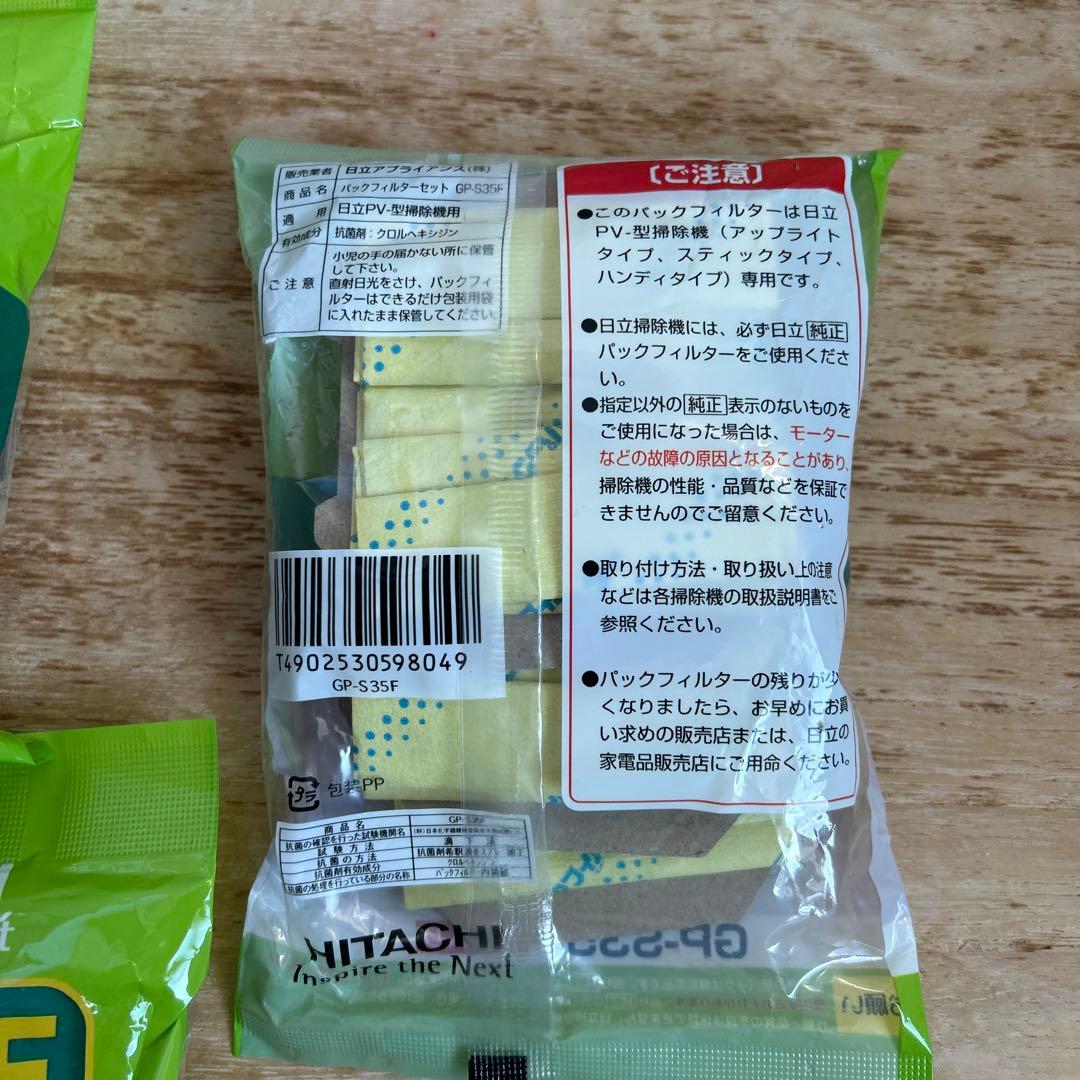 販売業者 日立アプライアンス(株)
商品名 パックフィルターセット GP-S35F
適用 日立PV-型掃除機用
有効成分 抗菌剤:クロルヘキシジン
ご注意
小児の手の届かない所に保管
して下さい。
直射日光をさけ、パックフィ
ルターはできるだけ包装用袋
に入れたまま保管してください。
T4902530598049
GP-S35F
プラ 包装PP
商品名 GP-S35F
抗菌の確認を行った試験機関名
試験方法 滴下法
抗菌の方法
抗菌剤有効成分 クロルヘキシジン
抗菌の処理を行っている部分の名称 パックフィルター内装紙
HITACHI
Inspire the Next
〔ご注意〕
●このパックフィルターは日立
PV-型掃除機(アップライト
タイプ、スティックタイプ、
ハンディタイプ)専用です。
●日立掃除機には、必ず日立純正
パックフィルターをご使用くださ
い。
●指定以外の純正表示のないものを
ご使用になった場合は、モーター
などの故障の原因となることがあり、
掃除機の性能・品質などを保証で
きませんのでご留意ください。
●取り付け方法・取り扱い上の注意
などは各掃除機の取扱説明書をご
参照ください。
●パックフィルターの残りが少
くなりましたら、お早めにお買
い求めの販売店または、日立の
家電品販売店にご用命ください。
GP-S35
お願い